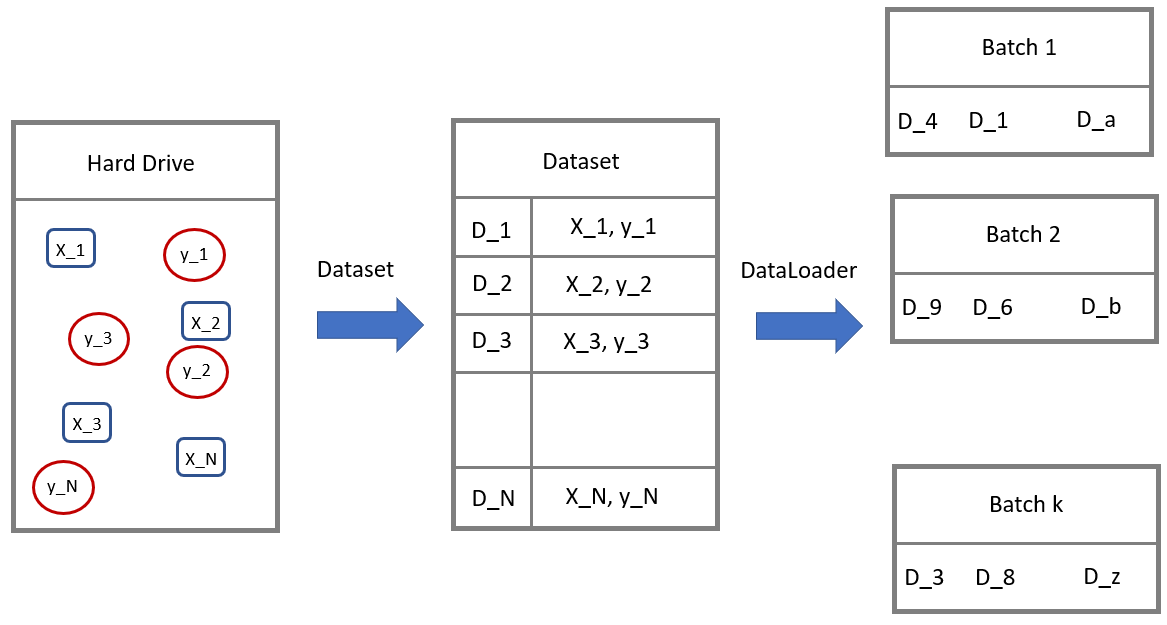 Hard Drive
X_1
y_1
X_2
y_3
y_2
X_3
X_N
y_N
Dataset
Dataset
D_1 X_1, y_1
D_2 X_2, y_2
D_3 X_3, y_3
D_N X_N, y_N
DataLoader
Batch 1
D_4 D_1 D_a
Batch 2
D_9 D_6 D_b
Batch k
D_3 D_8 D_z